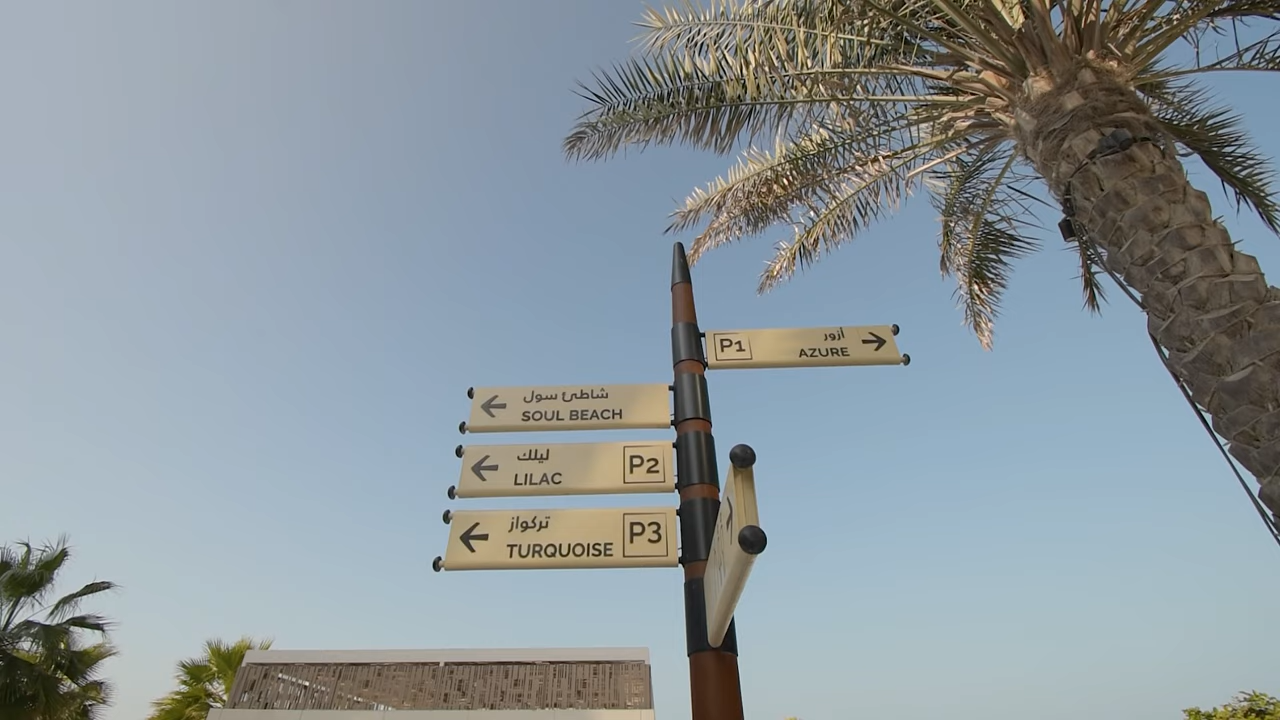 P1
أزور
AZURE
شاطئ سول
SOUL BEACH
ليلك
LILAC
P2
تركواز
TURQUOISE
P3